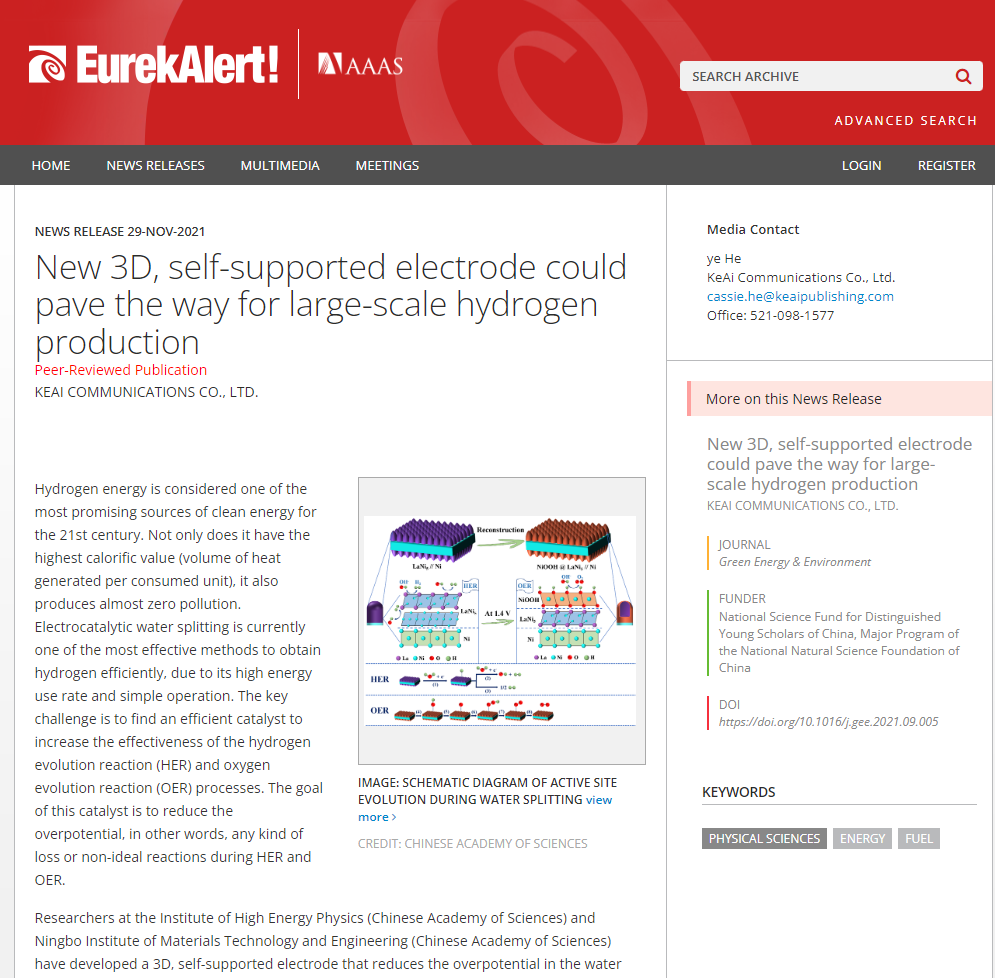 EurekAlert!
AAAS
SEARCH ARCHIVE
ADVANCED SEARCH
HOME
NEWS RELEASES
MULTIMEDIA
MEETINGS
LOGIN
REGISTER
NEWS RELEASE 29-NOV-2021
New 3D, self-supported electrode could
pave the way for large-scale hydrogen
production
Peer-Reviewed Publication
KEAI COMMUNICATIONS CO., LTD.
Hydrogen energy is considered one of the
most promising sources of clean energy for
the 21st century. Not only does it have the
highest calorific value (volume of heat
generated per consumed unit), it also
produces almost zero pollution.
Electrocatalytic water splitting is currently
one of the most effective methods to obtain
hydrogen efficiently, due to its high energy
use rate and simple operation. The key
challenge is to find an efficient catalyst to
increase the effectiveness of the hydrogen
evolution reaction (HER) and oxygen
evolution reaction (OER) processes. The goal
of this catalyst is to reduce the
overpotential, in other words, any kind of
loss or non-ideal reactions during HER and
OER.
Reconstruction
LaNi₅ // Ni
NiOOH @ LaNi₅ // Ni
HER
OER
NiOOH
LaNi₅
At 1.4 V
LaNi₅
Ni
Ni
La Ni O H
La Ni O H
HER
OER
IMAGE: SCHEMATIC DIAGRAM OF ACTIVE SITE
EVOLUTION DURING WATER SPLITTING view
more ›
CREDIT: CHINESE ACADEMY OF SCIENCES
Researchers at the Institute of High Energy Physics (Chinese Academy of Sciences) and
Ningbo Institute of Materials Technology and Engineering (Chinese Academy of Sciences)
have developed a 3D, self-supported electrode that reduces the overpotential in the water
Media Contact
ye He
KeAi Communications Co., Ltd.
cassie.he@keaipublishing.com
Office: 521-098-1577
More on this News Release
New 3D, self-supported electrode
could pave the way for large-
scale hydrogen production
KEAI COMMUNICATIONS CO., LTD.
JOURNAL
Green Energy & Environment
FUNDER
National Science Fund for Distinguished
Young Scholars of China, Major Program of
the National Natural Science Foundation of
China
DOI
https://doi.org/10.1016/j.gee.2021.09.005
KEYWORDS
PHYSICAL SCIENCES
ENERGY
FUEL